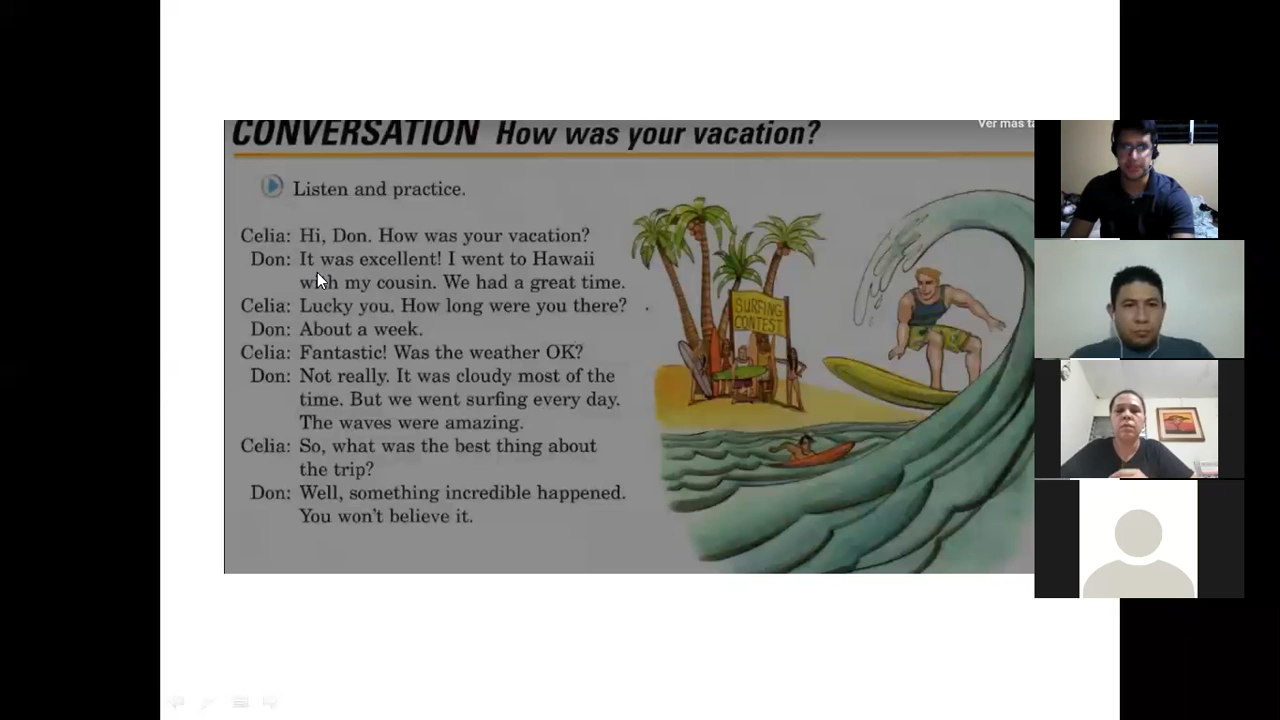 CONVERSATION How was your vacation?
Ver mas ta
Listen and practice.
Celia: Hi, Don. How was your vacation?
Don: It was excellent! I went to Hawaii
with my cousin. We had a great time.
Celia: Lucky you. How long were you there?
Don: About a week.
Celia: Fantastic! Was the weather OK?
Don: Not really. It was cloudy most of the
time. But we went surfing every day.
The waves were amazing.
Celia: So, what was the best thing about
the trip?
Don: Well, something incredible happened.
You won't believe it.
SURFING
CONTEST